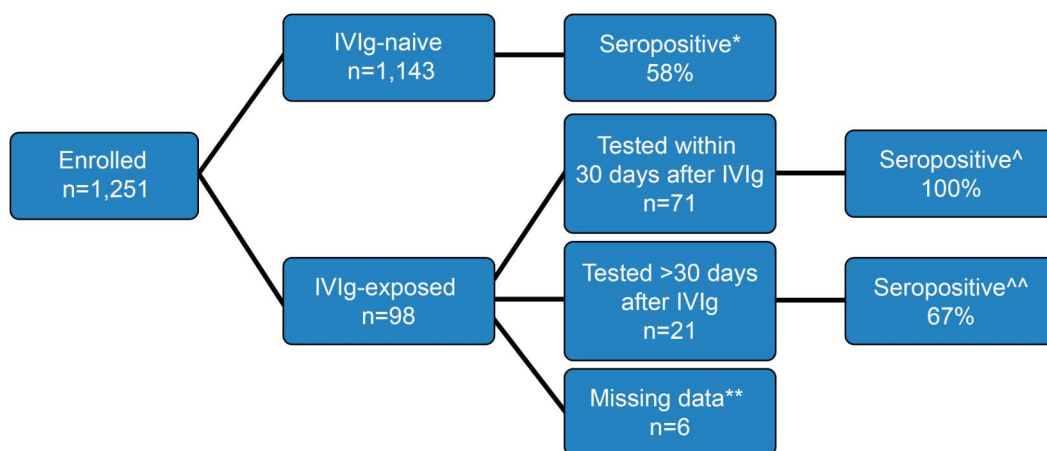 IVIg-naive
n=1,143
Seropositive*
58%
Enrolled
n=1,251
Tested within
30 days after IVIg
n=71
Seropositive^
100%
IVIg-exposed
n=98
Tested >30 days
after IVIg
n=21
Seropositive^^
67%
Missing data**
n=6